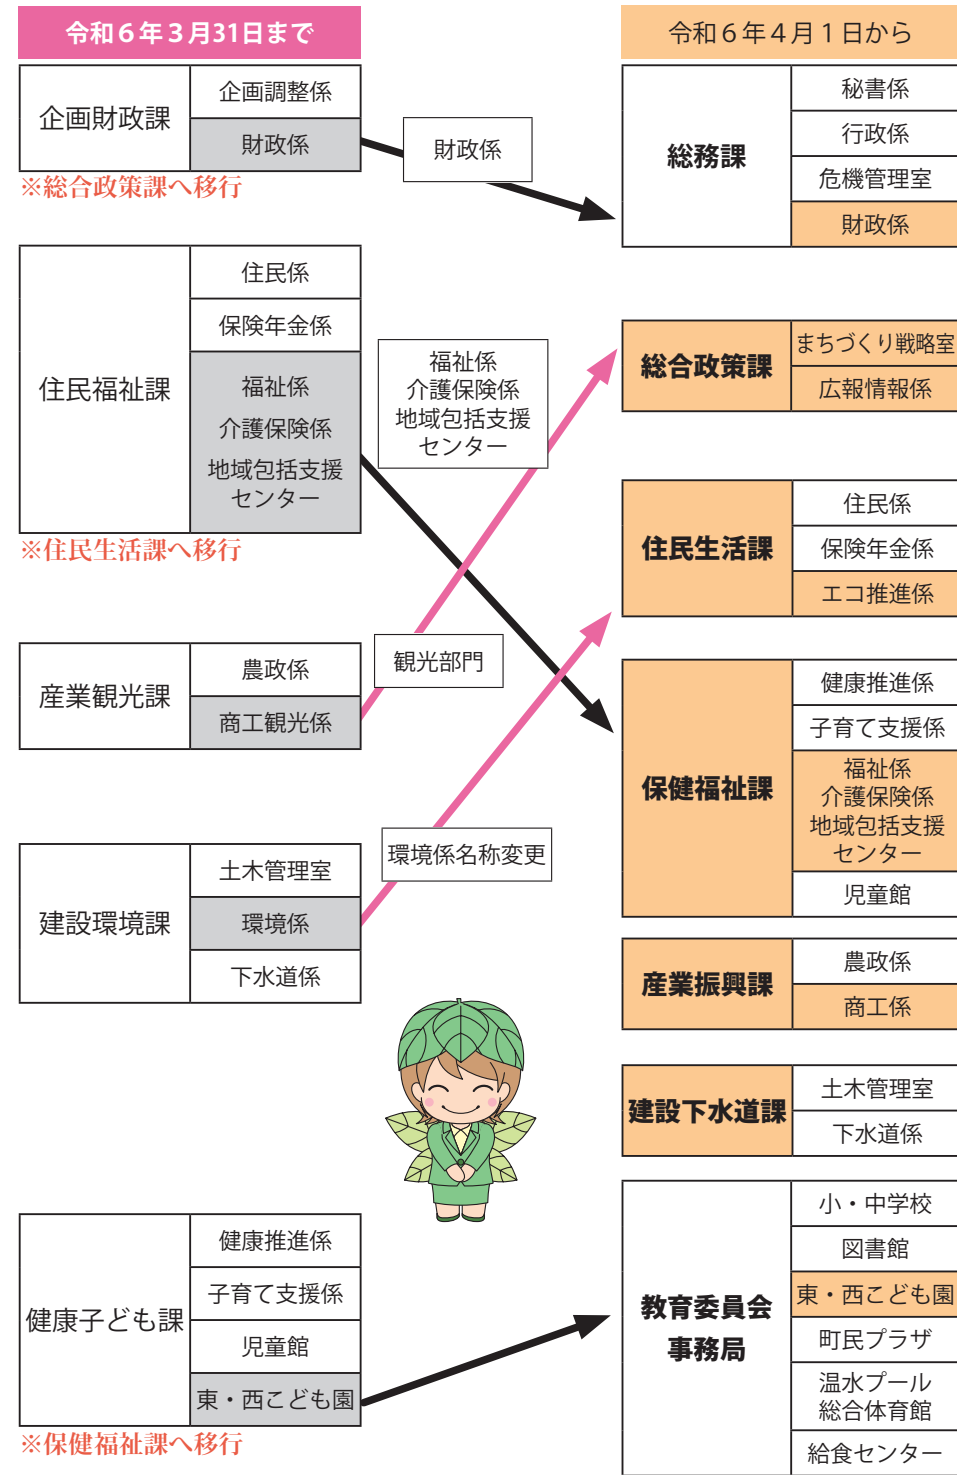 令和６年３月31日まで
企画財政課
企画調整係
財政係
※総合政策課へ移行
住民福祉課
住民係
保険年金係
福祉係
介護保険係
地域包括支援
センター
※住民生活課へ移行
産業観光課
農政係
商工観光係
建設環境課
土木管理室
環境係
下水道係
健康子ども課
健康推進係
子育て支援係
児童館
東・西こども園
※保健福祉課へ移行
財政係
福祉係
介護保険係
地域包括支援
センター
観光部門
環境係名称変更
令和６年４月１日から
総務課
秘書係
行政係
危機管理室
財政係
総合政策課
まちづくり戦略室
広報情報係
住民生活課
住民係
保険年金係
エコ推進係
保健福祉課
健康推進係
子育て支援係
福祉係
介護保険係
地域包括支援
センター
児童館
産業振興課
農政係
商工係
建設下水道課
土木管理室
下水道係
教育委員会
事務局
小・中学校
図書館
東・西こども園
町民プラザ
温水プール
総合体育館
給食センター